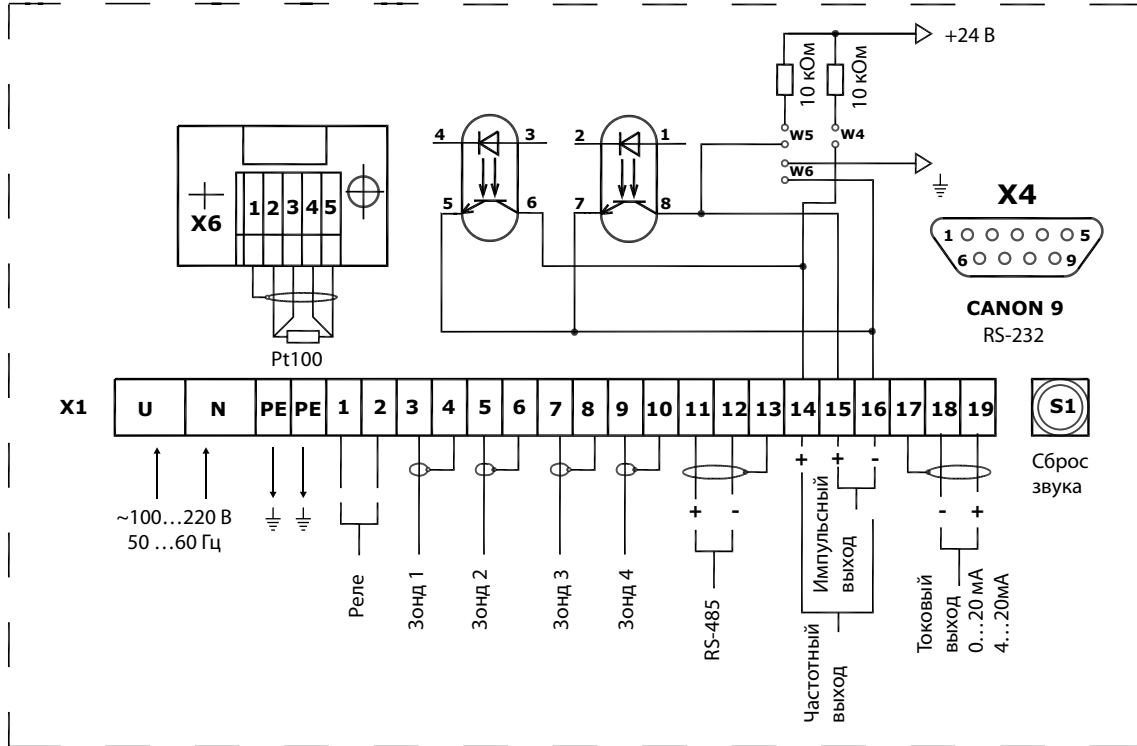 +24 В
10 кОм
10 кОм
W5
W4
W6
4 3
2 1
5 6
7 8
X6
1 2 3 4 5
Pt100
X4
1 5
6 9
CANON 9
RS-232
X1
U N PE PE 1 2 3 4 5 6 7 8 9 10 11 12 13 14 15 16 17 18 19
S1
Сброс
звука
~100...220 В
50 ...60 Гц
Реле
Зонд 1
Зонд 2
Зонд 3
Зонд 4
+ -
RS-485
+ + -
Импульсный
выход
Частотный
выход
- +
Токовый
выход
0...20 мА
4...20мА